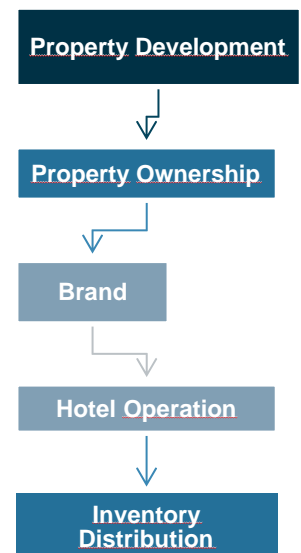 Property Development
Property Ownership
Brand
Hotel Operation
Inventory
Distribution